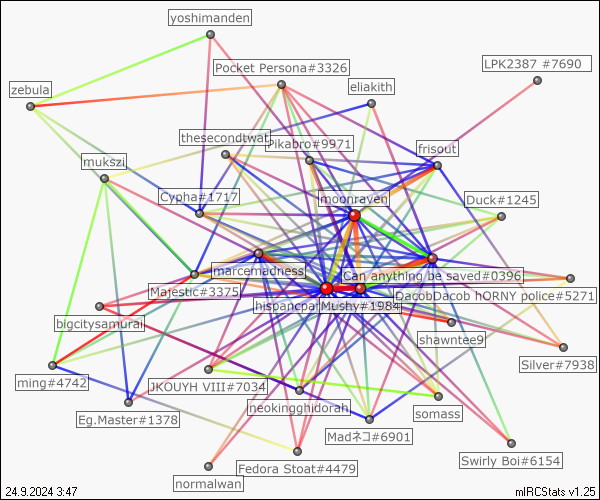 yoshimanden
LPK2387 #7690
Pocket Persona#3326
zebula
eliakith
thesecondtwat
Pikabro#9971
frisout
mukszi
Cypha#1717
moonraven
Duck#1245
marcemadness
Can anything be saved#0396
Majestic#3375
DacobDacob hORNY police#5271
hispancpa
Mushy#1984
bigcitysamurai
shawntee9
Silver#7938
ming#4742
JKOUYH VIII#7034
neokingghidorah
somass
Eg.Master#1378
Madネコ#6901
Swirly Boi#6154
Fedora Stoat#4479
normalwan
24.9.2024 3:47
mIRCStats v1.25